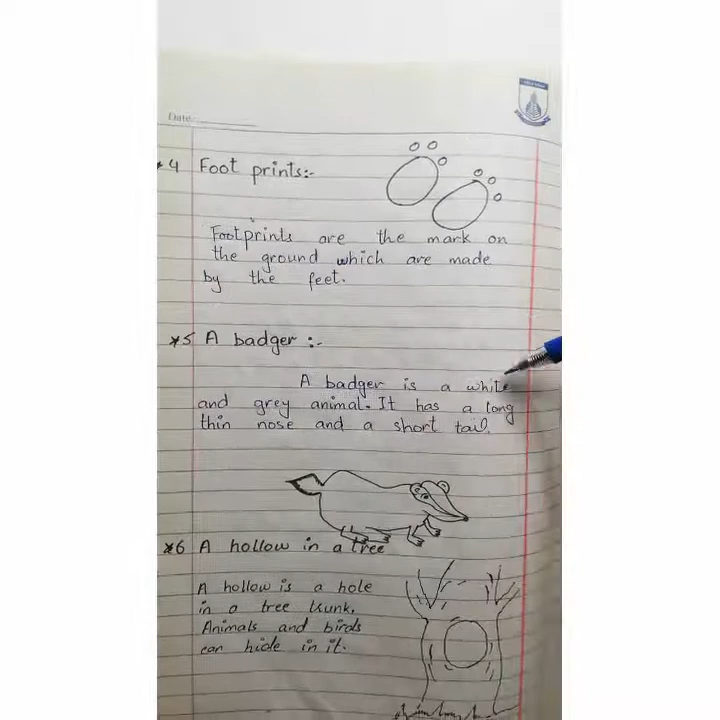 Date:
*4 Foot prints:-
Footprints are the mark on
the ground which are made
by the feet.
*5 A badger :-
A badger is a white
and grey animal. It has a long
thin nose and a short tail.
*6 A hollow in a tree
A hollow is a hole
in a tree trunk.
Animals and birds
can hide in it.